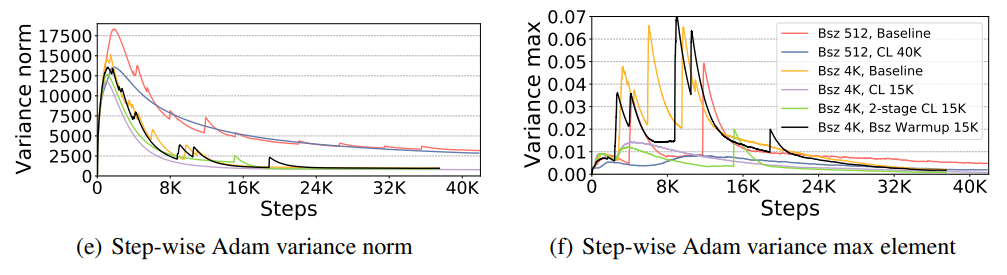 Variance norm
17500
15000
12500
10000
7500
5000
2500
0
0 8K 16K 24K 32K 40K
Steps
(e) Step-wise Adam variance norm
Variance max
0.07
0.06
0.05
0.04
0.03
0.02
0.01
0.00
0 8K 16K 24K 32K 40K
Steps
Bsz 512, Baseline
Bsz 512, CL 40K
Bsz 4K, Baseline
Bsz 4K, CL 15K
Bsz 4K, 2-stage CL 15K
Bsz 4K, Bsz Warmup 15K
(f) Step-wise Adam variance max element